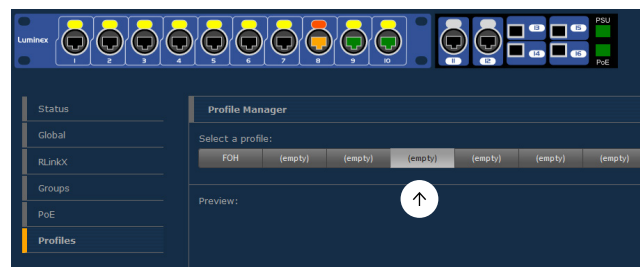 PSU
Luminex
13
15
14
16
1
2
3
4
5
6
7
8
9
10
11
12
PoE
Status
Global
RLinkX
Groups
PoE
Profiles
Profile Manager
Select a profile:
FOH
(empty)
(empty)
(empty)
(empty)
(empty)
(empty)
Preview: